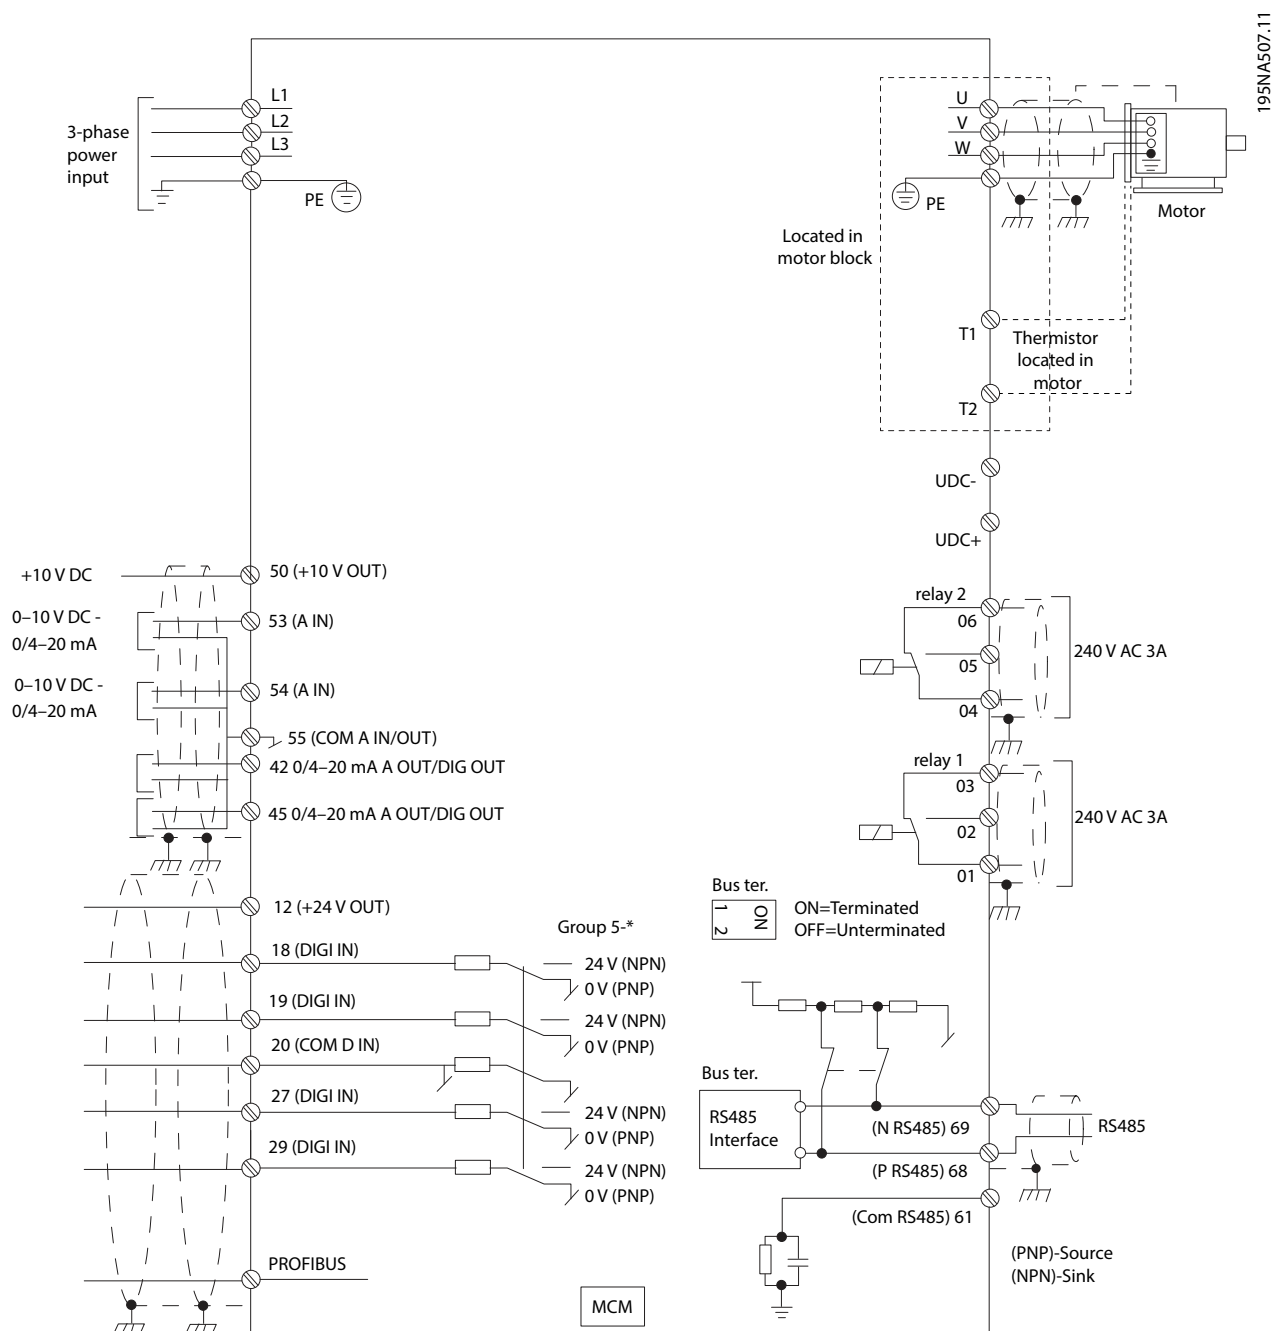 195NA507.11
L1
L2
L3
3-phase
power
input
PE
U
V
W
PE
Motor
Located in
motor block
T1
Thermistor
located in
motor
T2
UDC-
UDC+
+10 V DC
50 (+10 V OUT)
0–10 V DC -
0/4–20 mA
53 (A IN)
0–10 V DC -
0/4–20 mA
54 (A IN)
55 (COM A IN/OUT)
42 0/4–20 mA A OUT/DIG OUT
45 0/4–20 mA A OUT/DIG OUT
relay 2
06
05
04
240 V AC 3A
relay 1
03
02
01
240 V AC 3A
12 (+24 V OUT)
Group 5-*
18 (DIGI IN)
24 V (NPN)
0 V (PNP)
19 (DIGI IN)
24 V (NPN)
0 V (PNP)
20 (COM D IN)
27 (DIGI IN)
24 V (NPN)
0 V (PNP)
29 (DIGI IN)
24 V (NPN)
0 V (PNP)
PROFIBUS
Bus ter.
1 2 ON
ON=Terminated
OFF=Unterminated
Bus ter.
RS485
Interface
(N RS485) 69
RS485
(P RS485) 68
(Com RS485) 61
(PNP)-Source
(NPN)-Sink
MCM